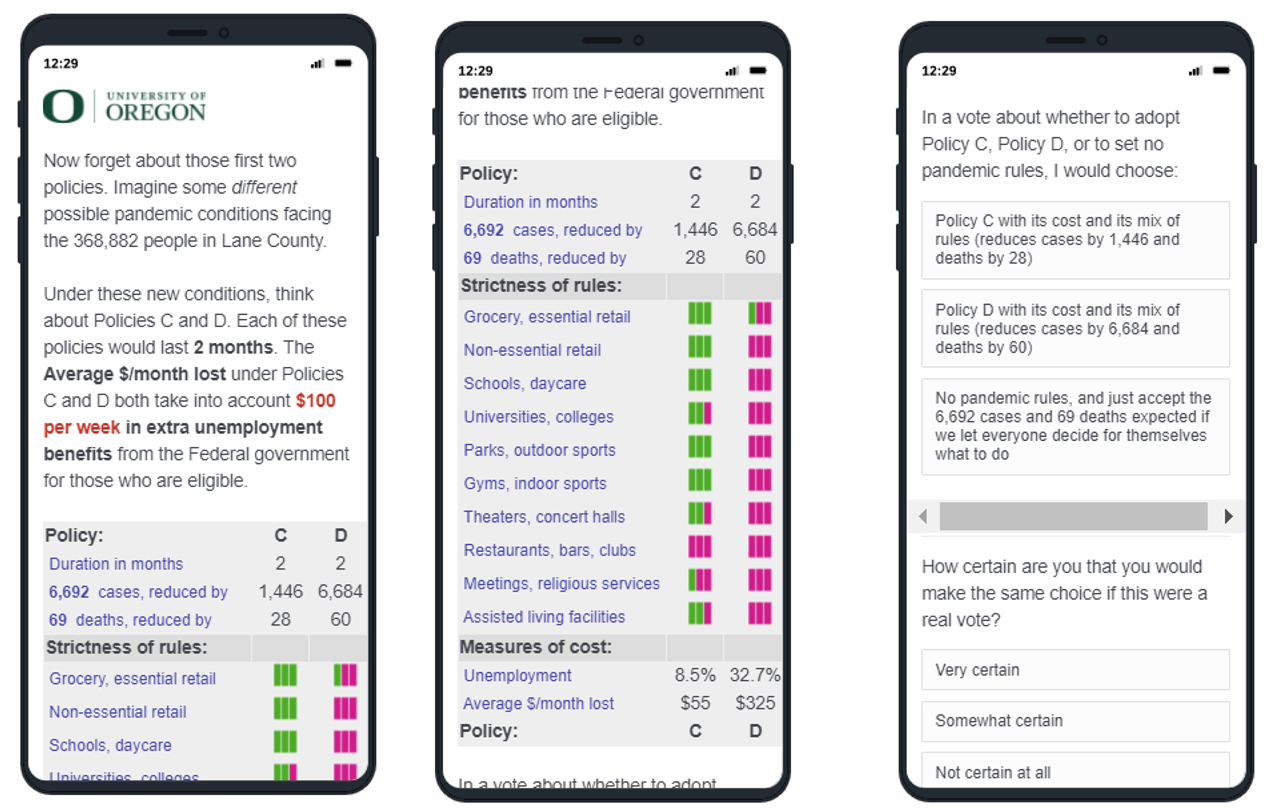 12:29
UNIVERSITY OF
OREGON
Now forget about those first two
policies. Imagine some different
possible pandemic conditions facing
the 368,882 people in Lane County.
Under these new conditions, think
about Policies C and D. Each of these
policies would last 2 months. The
Average $/month lost under Policies
C and D both take into account $100
per week in extra unemployment
benefits from the Federal government
for those who are eligible.
Policy: C D
Duration in months 2 2
6,692 cases, reduced by 1,446 6,684
69 deaths, reduced by 28 60
Strictness of rules:
Grocery, essential retail
Non-essential retail
Schools, daycare
Universities, colleges
12:29
benefits from the Federal government
for those who are eligible.
Policy: C D
Duration in months 2 2
6,692 cases, reduced by 1,446 6,684
69 deaths, reduced by 28 60
Strictness of rules:
Grocery, essential retail
Non-essential retail
Schools, daycare
Universities, colleges
Parks, outdoor sports
Gyms, indoor sports
Theaters, concert halls
Restaurants, bars, clubs
Meetings, religious services
Assisted living facilities
Measures of cost:
Unemployment 8.5% 32.7%
Average $/month lost $55 $325
Policy: C D
In a vote about whether to adopt
12:29
In a vote about whether to adopt
Policy C, Policy D, or to set no
pandemic rules, I would choose:
Policy C with its cost and its mix of
rules (reduces cases by 1,446 and
deaths by 28)
Policy D with its cost and its mix of
rules (reduces cases by 6,684 and
deaths by 60)
No pandemic rules, and just accept the
6,692 cases and 69 deaths expected if
we let everyone decide for themselves
what to do
How certain are you that you would
make the same choice if this were a
real vote?
Very certain
Somewhat certain
Not certain at all